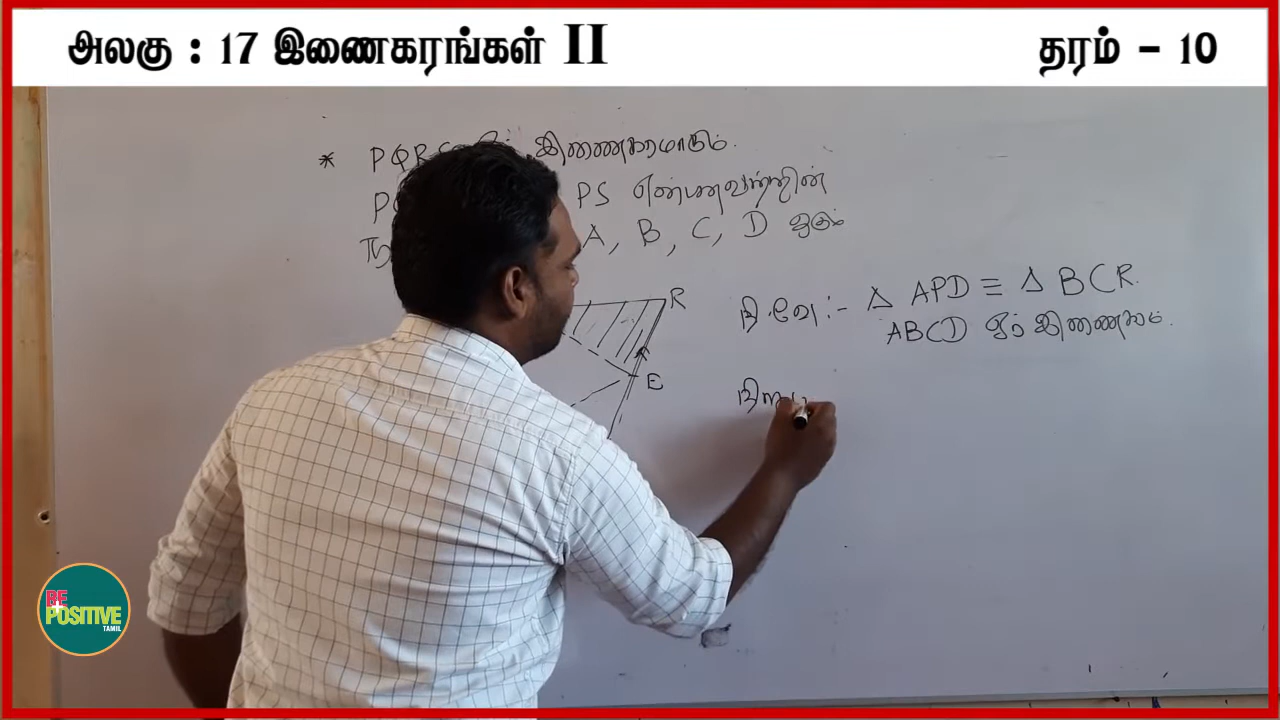 அலகு : 17 இணைகரங்கள் II
தரம் - 10
* PQRS இணைகரமாகும்.
PS என்பவற்றின்
A, B, C, D ஆகும்
R
E
நி.வே :- Δ APD ≡ Δ BCR.
ABCD ஓர் இணைகரம்.
BE
POSITIVE
TAMIL